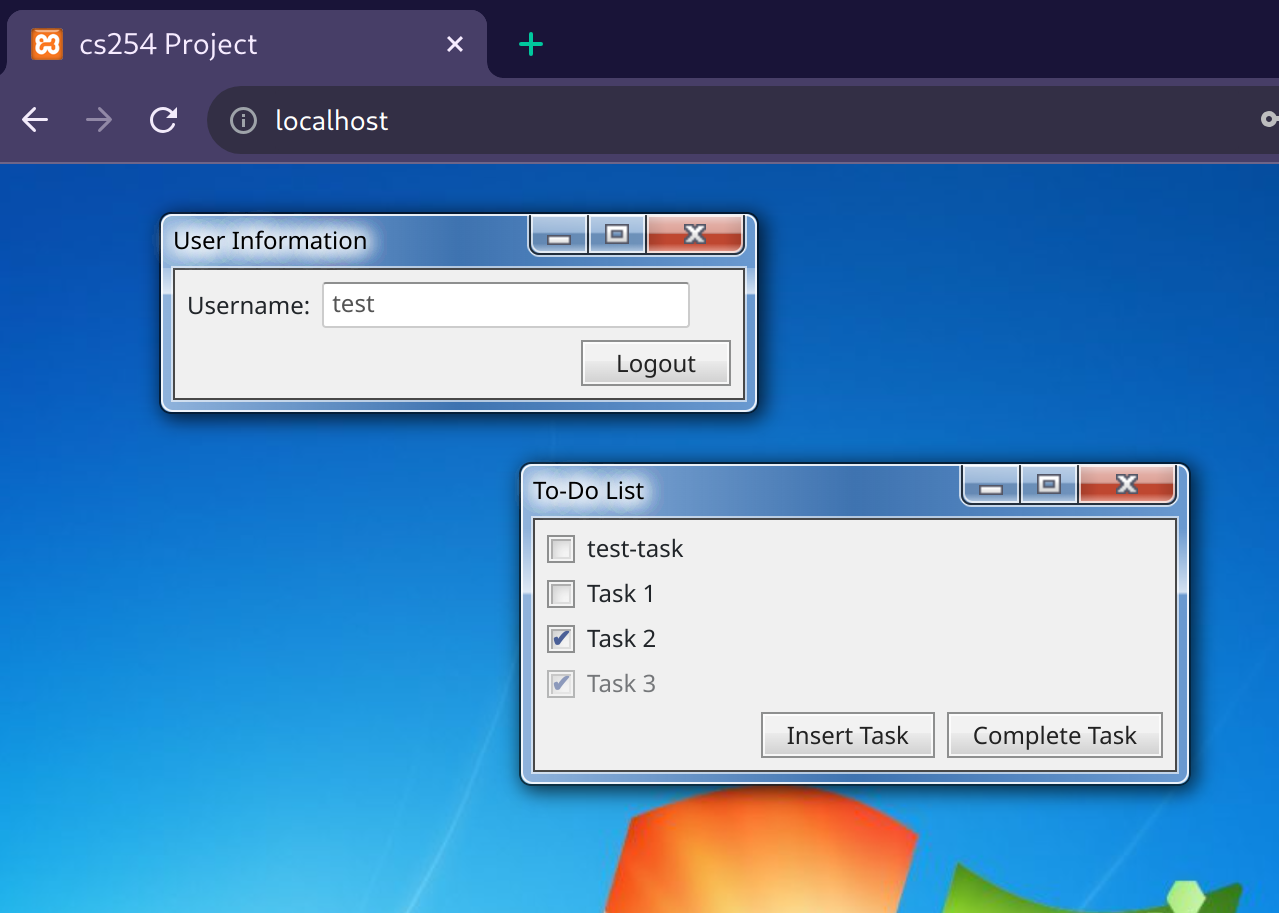 cs254 Project
localhost
User Information
Username: test
Logout
To-Do List
test-task
Task 1
Task 2
Task 3
Insert Task Complete Task